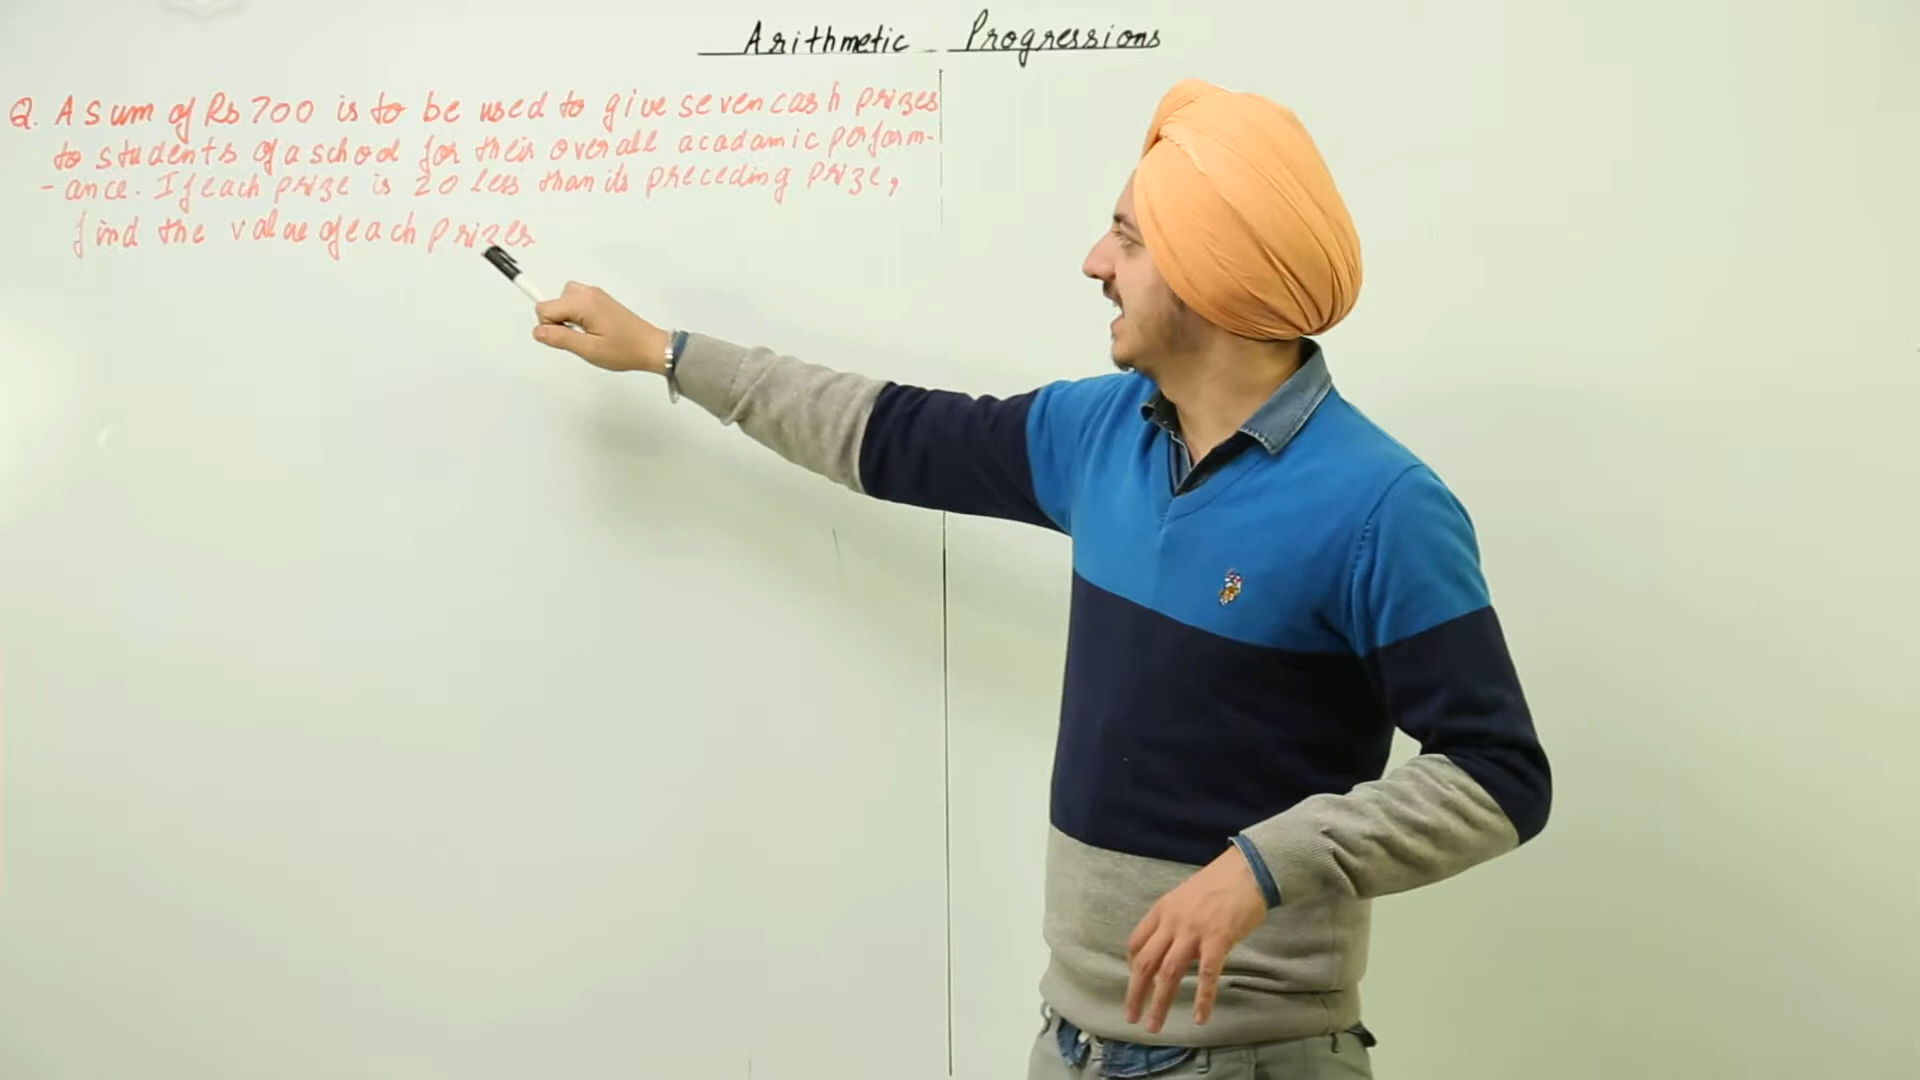 Arithmetic Progressions
Q. A sum of Rs 700 is to be used to give seven cash prizes
to students of a school for their overall acadamic perform-
-ance. If each prize is 20 less than its preceding prize,
find the value of each prizes